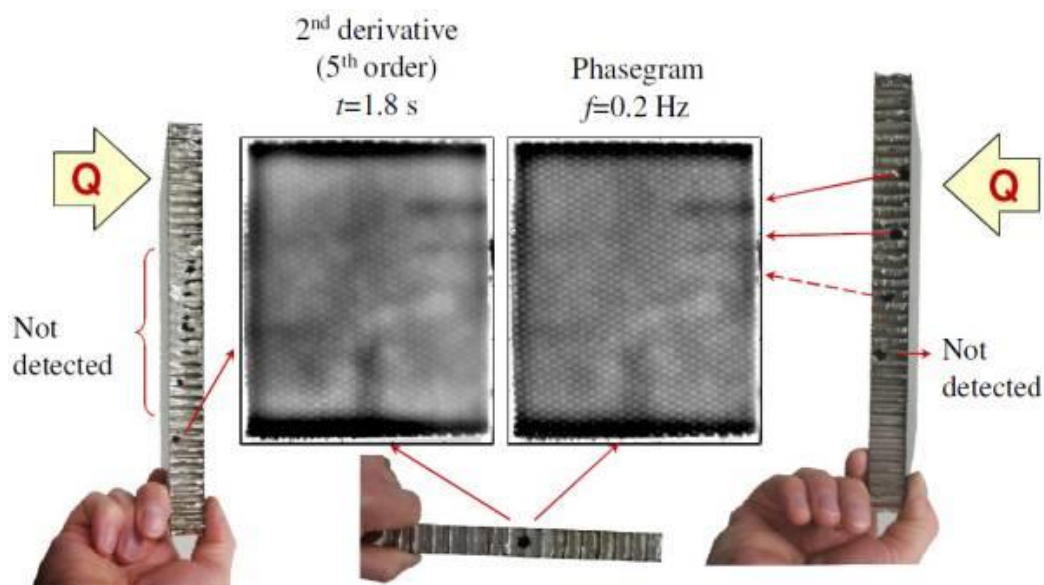 2nd derivative
(5th order)
t=1.8 s
Phasegram
f=0.2 Hz
Q
Q
Not
detected
Not
detected